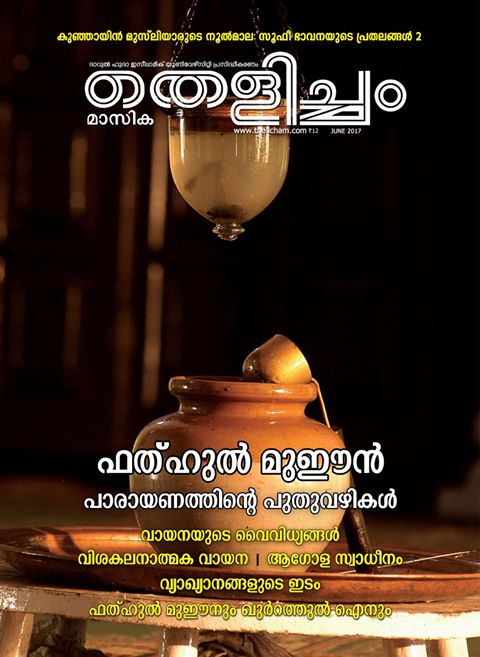 കുഞ്ഞായിൻ മുസ്‌ലിയാരുടെ നൂൽമാല: സൂഫീ ഭാവനയുടെ പ്രതലങ്ങൾ 2
ദാറുൽ ഹുദാ ഇസ്‌ലാമിക് യൂണിവേഴ്‌സിറ്റി പ്രസിദ്ധീകരണം
തെളിച്ചം
മാസിക
www.thelicham.com ₹12 JUNE 2017
ഫത്ഹുൽ മുഈൻ
പാരായണത്തിന്റെ പുതുവഴികൾ
വായനയുടെ വൈവിധ്യങ്ങൾ
വിശകലനാത്മക വായന | ആഗോള സ്വാധീനം
വ്യാഖ്യാനങ്ങളുടെ ഇടം
ഫത്ഹുൽ മുഈനും ഖുർറത്തുൽ ഐനും